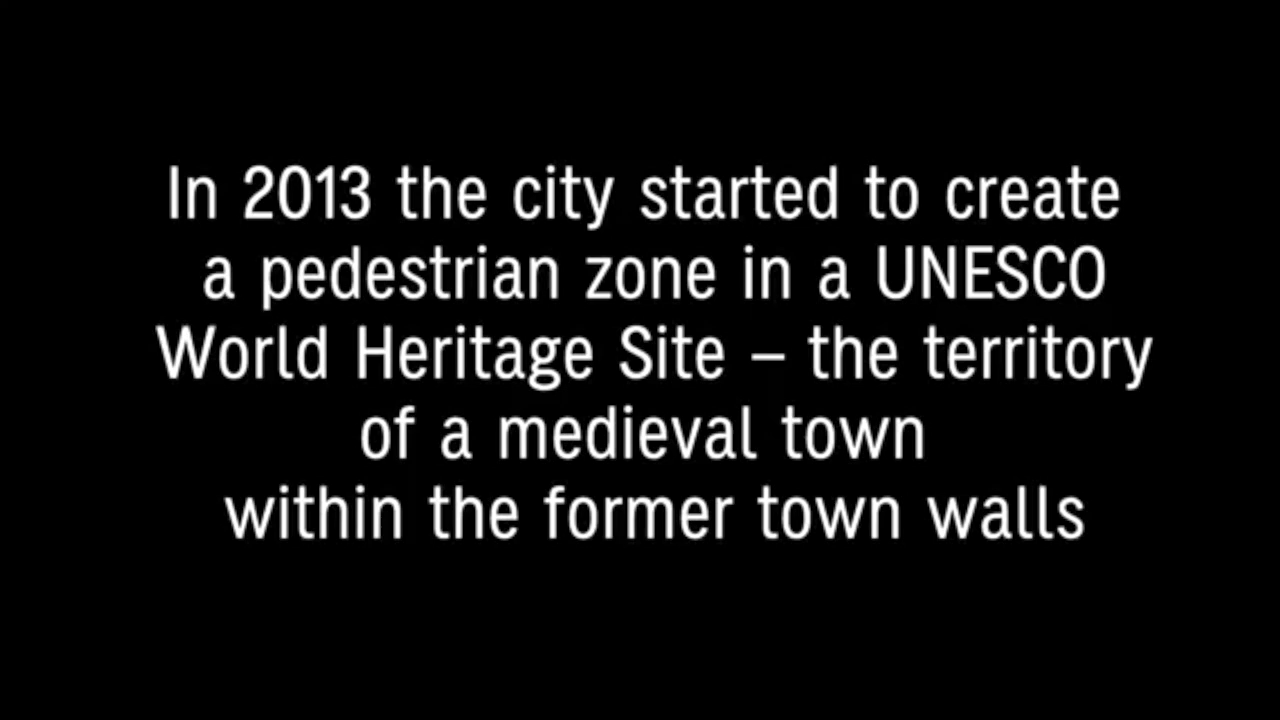 In 2013 the city started to create
a pedestrian zone in a UNESCO
World Heritage Site – the territory
of a medieval town
within the former town walls